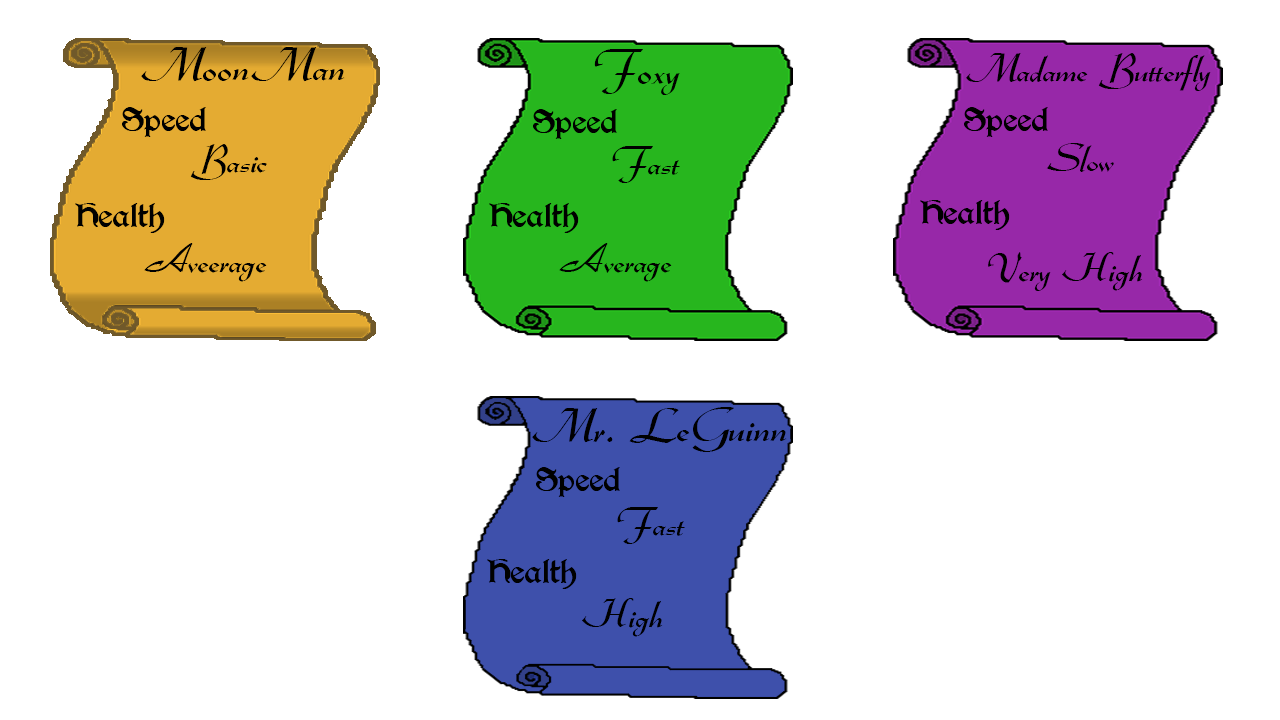 MoonMan
Speed
Basic
Health
Aveerage
Foxy
Speed
Fast
Health
Average
Madame Butterfly
Speed
Slow
Health
Very High
Mr. LeGuinn
Speed
Fast
Health
High